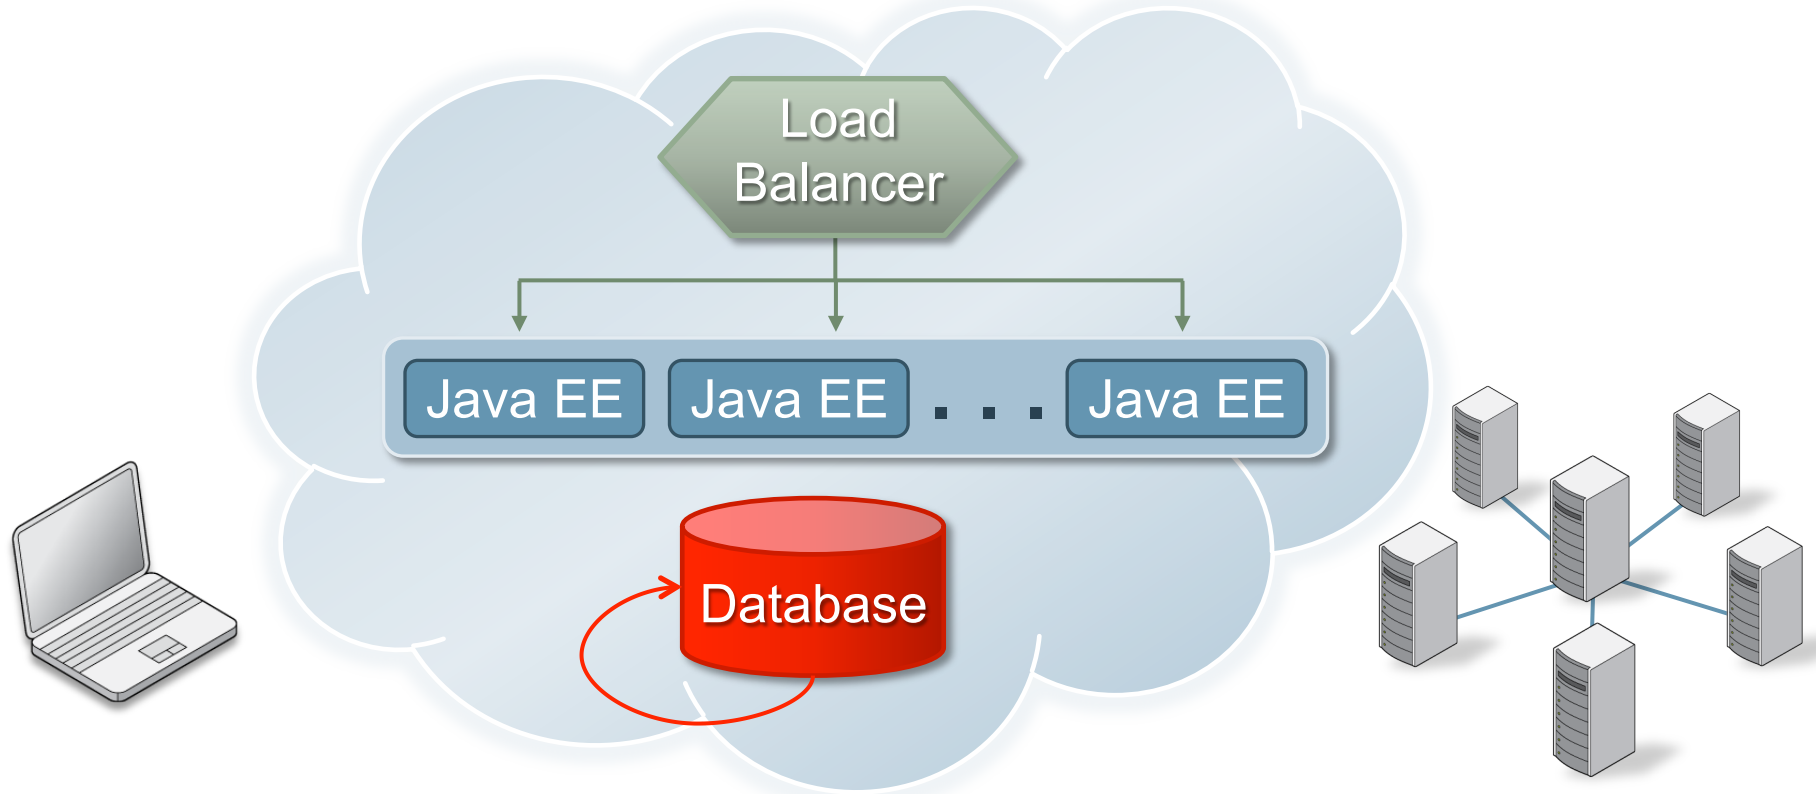 Load
Balancer
Java EE
Java EE
. . .
Java EE
Database